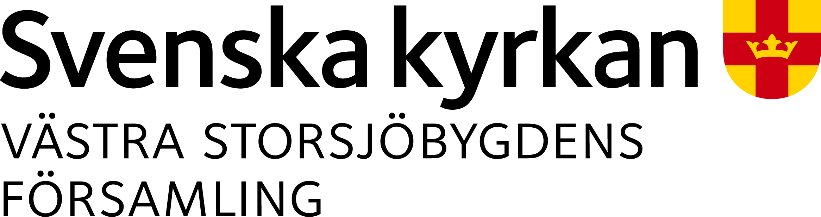 Svenska kyrkan
VÄSTRA STORSJÖBYGDENS
FÖRSAMLING